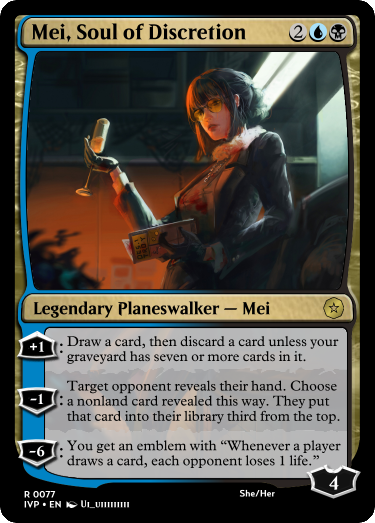 Mei, Soul of Discretion 2
Legendary Planeswalker — Mei
+1: Draw a card, then discard a card unless your
graveyard has seven or more cards in it.
-1: Target opponent reveals their hand. Choose
a nonland card revealed this way. They put
that card into their library third from the top.
-6: You get an emblem with “Whenever a player
draws a card, each opponent loses 1 life.”
4
R 0077
She/Her
IVP • EN